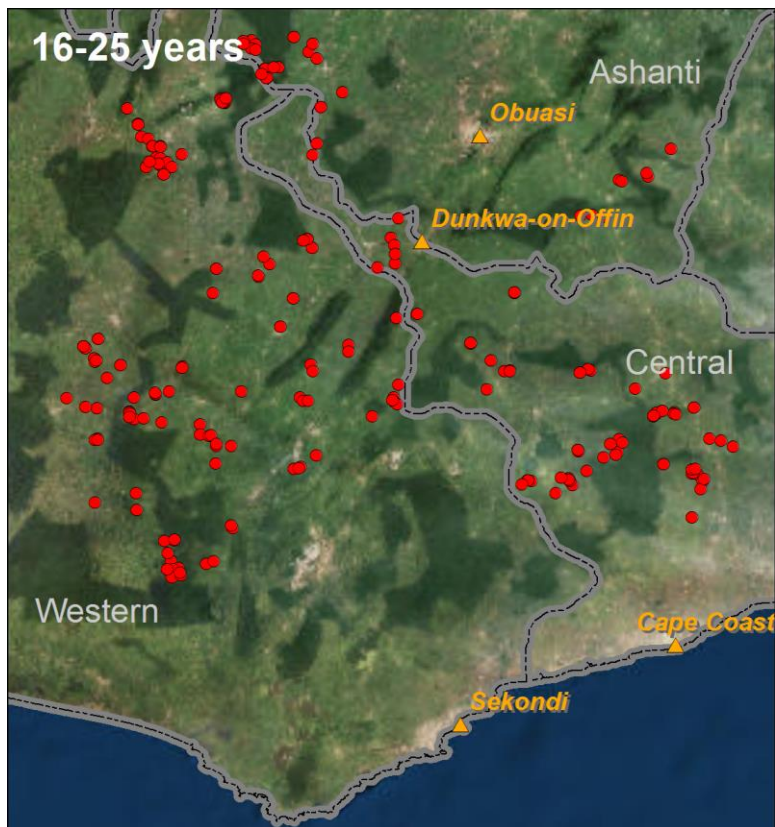 16-25 years
Ashanti
Obuasi
Dunkwa-on-Offin
Central
Western
Cape Coast
Sekondi